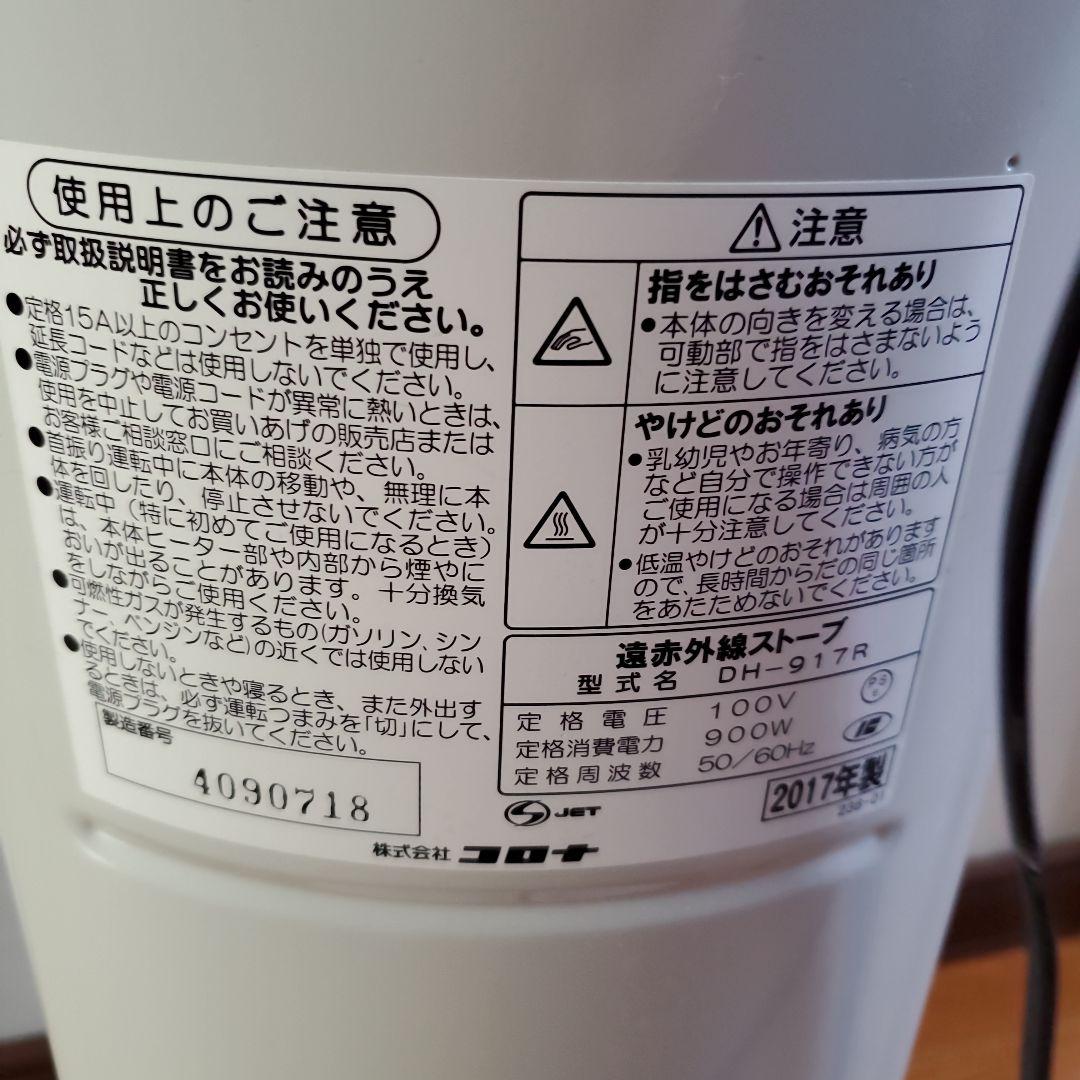 使用上のご注意
必ず取扱説明書をお読みのうえ
正しくお使いください。
●定格15A以上のコンセントを単独で使用し、
延長コードなどは使用しないでください。
●電源プラグや電源コードが異常に熱いときは、
使用を中止してお買いあげの販売店または
お客様ご相談窓口にご相談ください。
●首振り運転中に本体の移動や、無理に本
体を回したり、停止させないでください。
●運転中（特に初めてご使用になるとき）
は、本体ヒーター部や内部から煙やに
おいが出ることがあります。十分換気
をしながらご使用ください。
●可燃性ガスが発生するもの(ガソリン、シン
ナー、ベンジンなど)の近くでは使用しない
でください。
●使用しないときや寝るとき、また外出す
るときは、必ず運転つまみを「切」にして、
電源プラグを抜いてください。
製造番号
4090718
注意
指をはさむおそれあり
●本体の向きを変える場合は、
可動部で指をはさまないよう
に注意してください。
やけどのおそれあり
●乳幼児やお年寄り、病気の方
など自分で操作できない方が
ご使用になる場合は周囲の人
が十分注意してください。
●低温やけどのおそれがあります
ので、長時間からだの同じ箇所
をあたためないでください。
遠赤外線ストーブ
型式名 DH-917R
定格電圧 100V
定格消費電力 900W
定格周波数 50/60Hz
PS
E
JET
2017年製
238-01
株式会社 コロナ